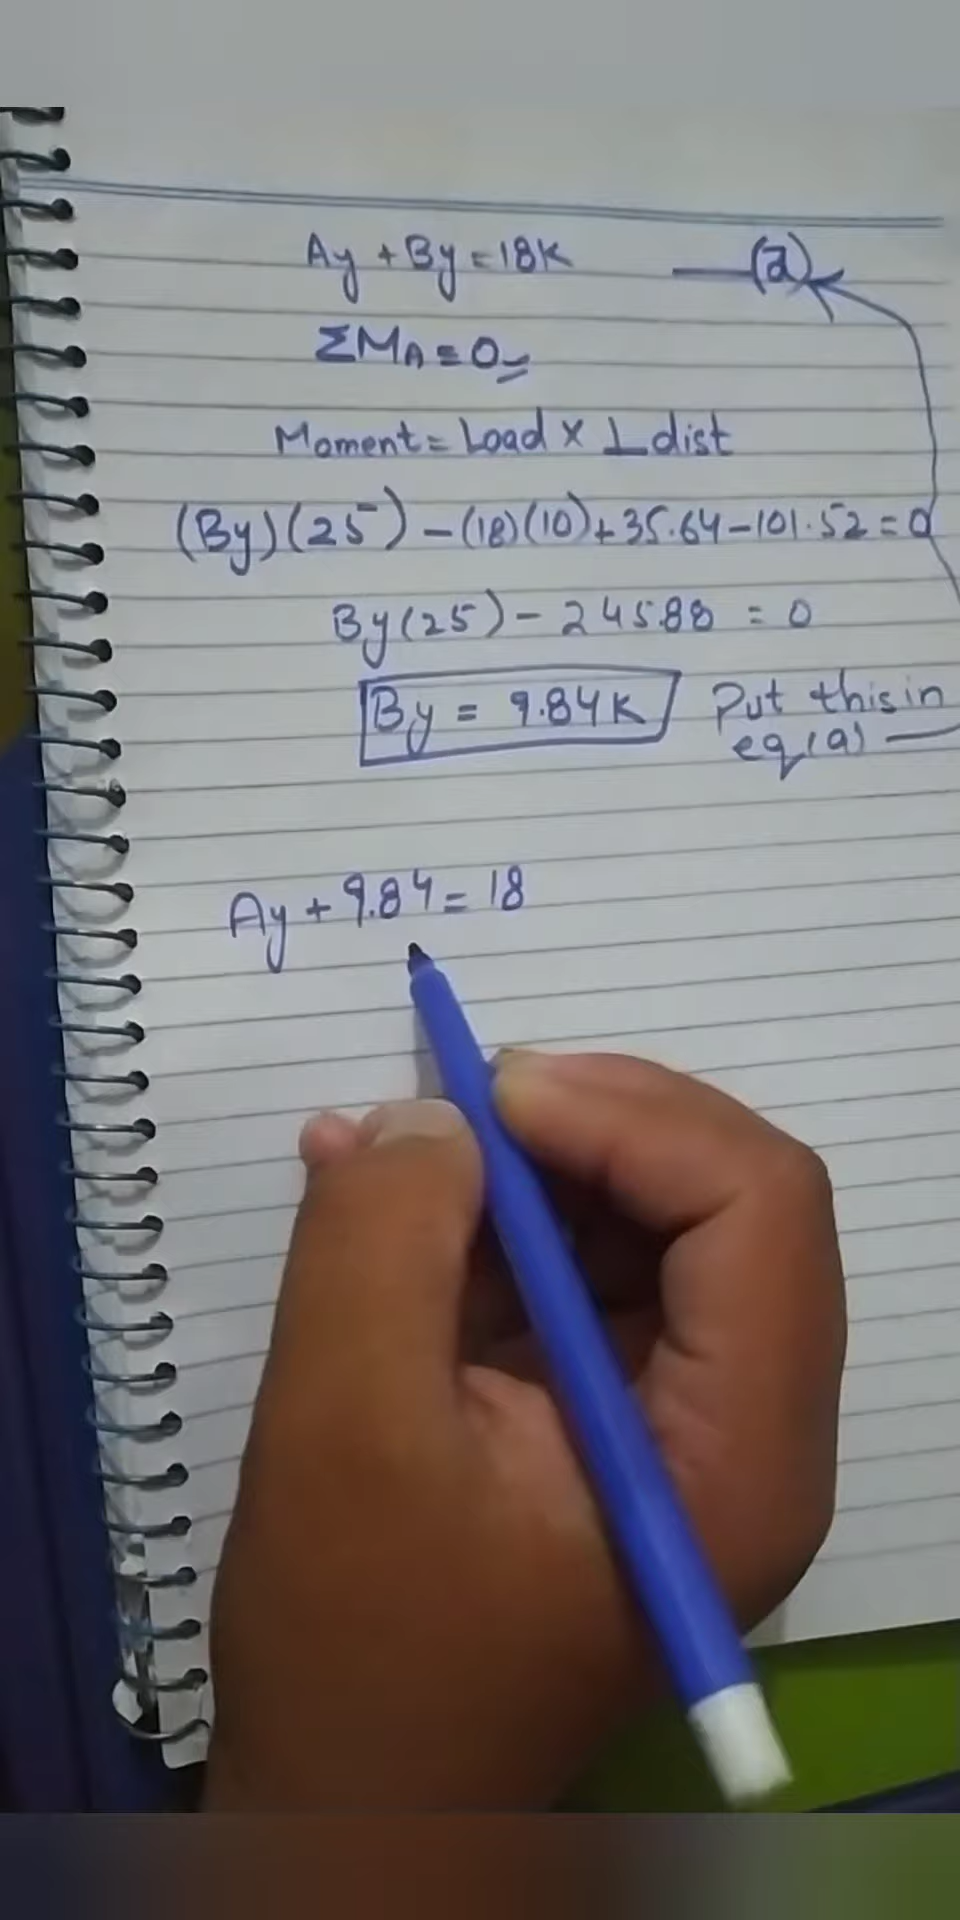 Ay + By = 18K —(a)
ΣMA = 0
Moment = Load × ⊥ dist
(By)(25) - (18)(10) + 35.64 - 101.52 = 0
By(25) - 245.88 = 0
By = 9.84K Put this in
eq(a)
Ay + 9.84 = 18